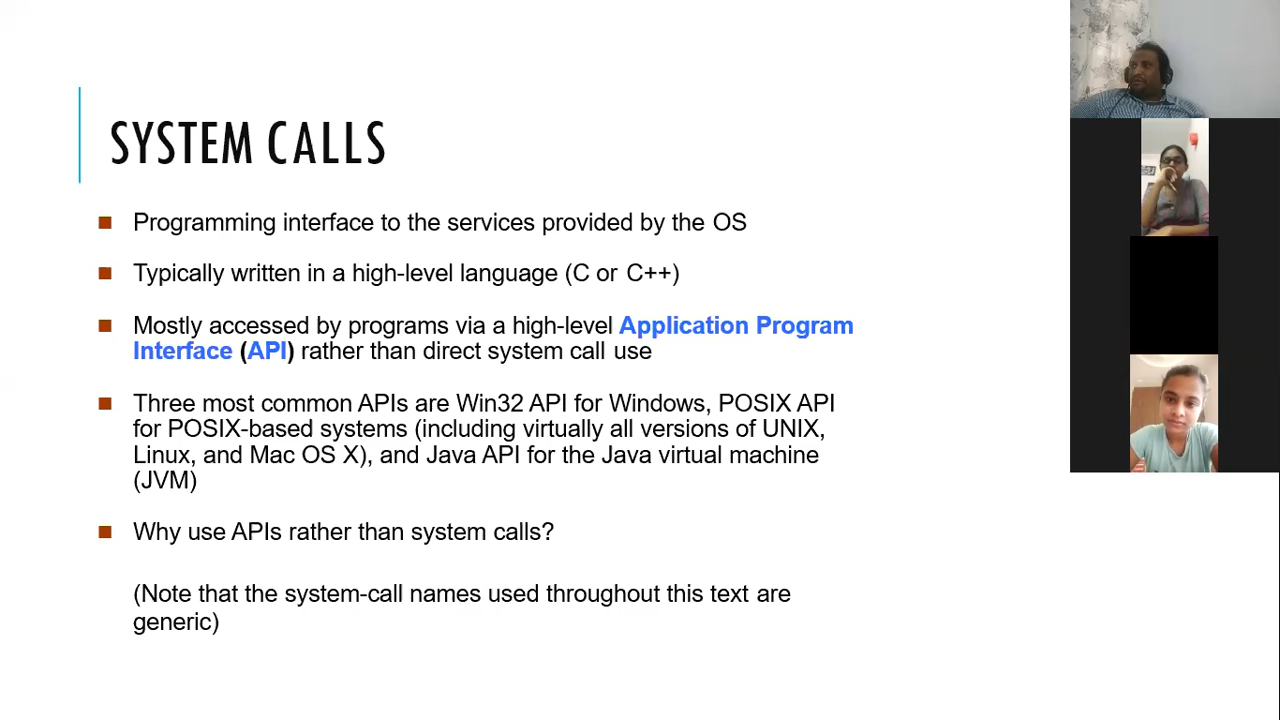 SYSTEM CALLS
Programming interface to the services provided by the OS
Typically written in a high-level language (C or C++)
Mostly accessed by programs via a high-level Application Program
Interface (API) rather than direct system call use
Three most common APIs are Win32 API for Windows, POSIX API
for POSIX-based systems (including virtually all versions of UNIX,
Linux, and Mac OS X), and Java API for the Java virtual machine
(JVM)
Why use APIs rather than system calls?
(Note that the system-call names used throughout this text are
generic)